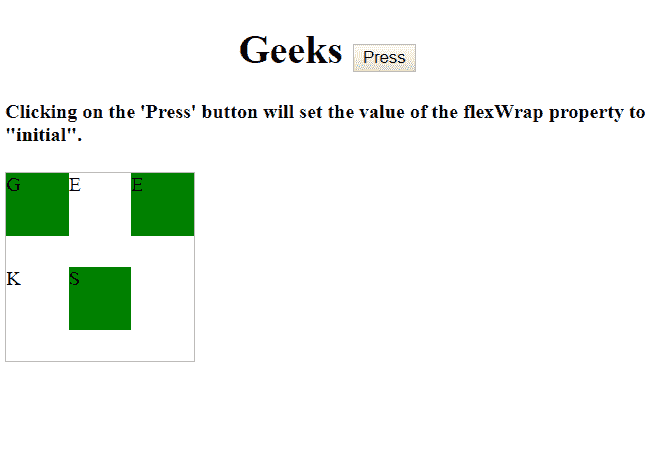 Geeks Press
Clicking on the 'Press' button will set the value of the flexWrap property to
"initial".
G E E
K S